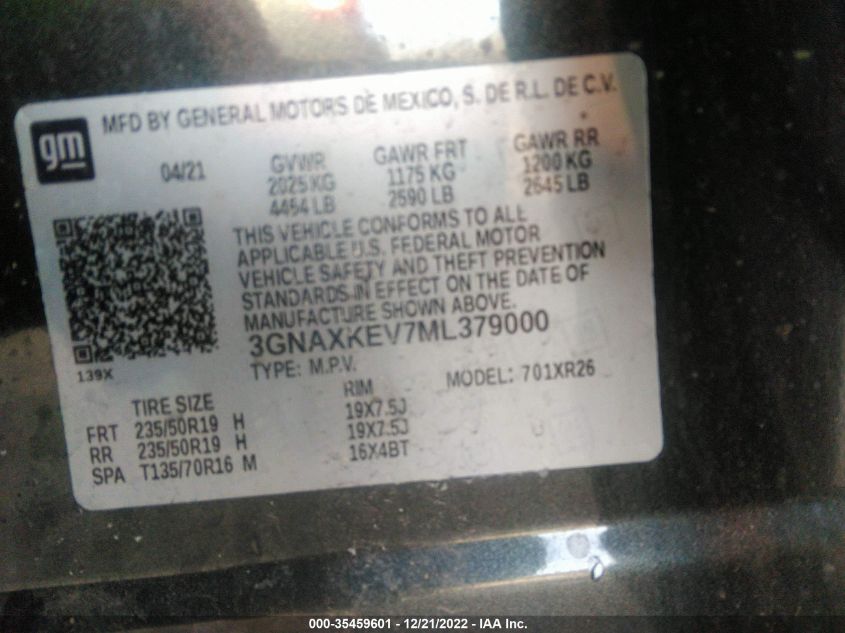 MFD BY GENERAL MOTORS DE MEXICO, S. DE R.L. DE C.V.
gm
04/21 GVWR GAWR FRT GAWR RR
2025 KG 1175 KG 1200 KG
4454 LB 2590 LB 2645 LB
THIS VEHICLE CONFORMS TO ALL
APPLICABLE U.S. FEDERAL MOTOR
VEHICLE SAFETY AND THEFT PREVENTION
STANDARDS IN EFFECT ON THE DATE OF
MANUFACTURE SHOWN ABOVE.
3GNAXKEV7ML379000
139X
TYPE: M.P.V. MODEL: 701XR26
TIRE SIZE RIM
FRT 235/50R19 H 19X7.5J
RR 235/50R19 H 19X7.5J
SPA T135/70R16 M 16X4BT
000-35459601 - 12/21/2022 - IAA Inc.